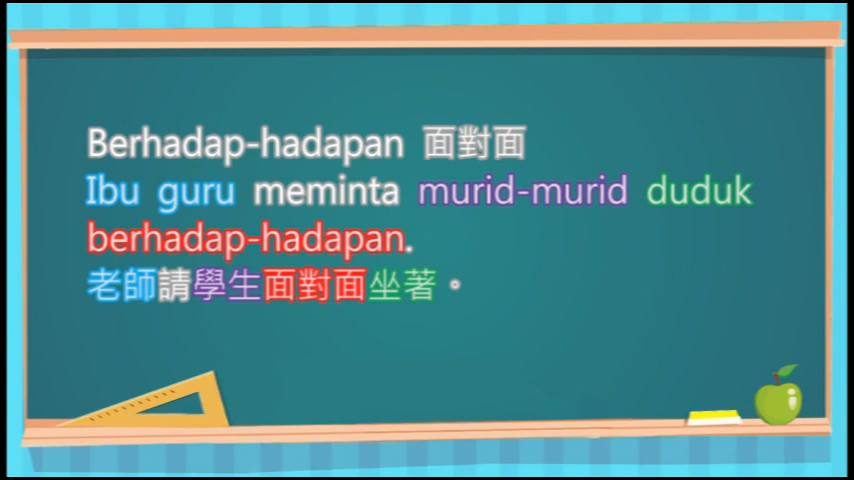 Berhadap-hadapan 面對面
Ibu guru meminta murid-murid duduk
berhadap-hadapan.
老師請學生面對面坐著。